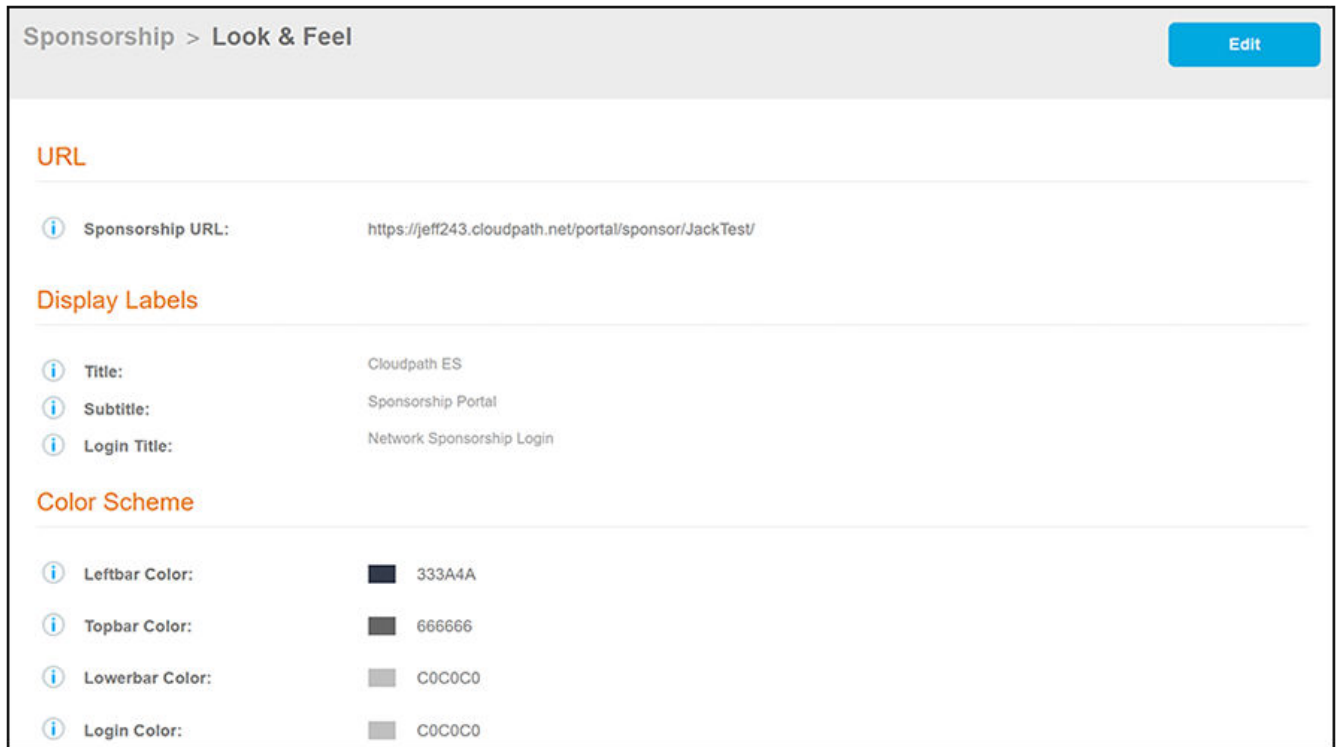 Sponsorship > Look & Feel
Edit
URL
Sponsorship URL: https://jeff243.cloudpath.net/portal/sponsor/JackTest/
Display Labels
Title: Cloudpath ES
Subtitle: Sponsorship Portal
Login Title: Network Sponsorship Login
Color Scheme
Leftbar Color: 333A4A
Topbar Color: 666666
Lowerbar Color: C0C0C0
Login Color: C0C0C0